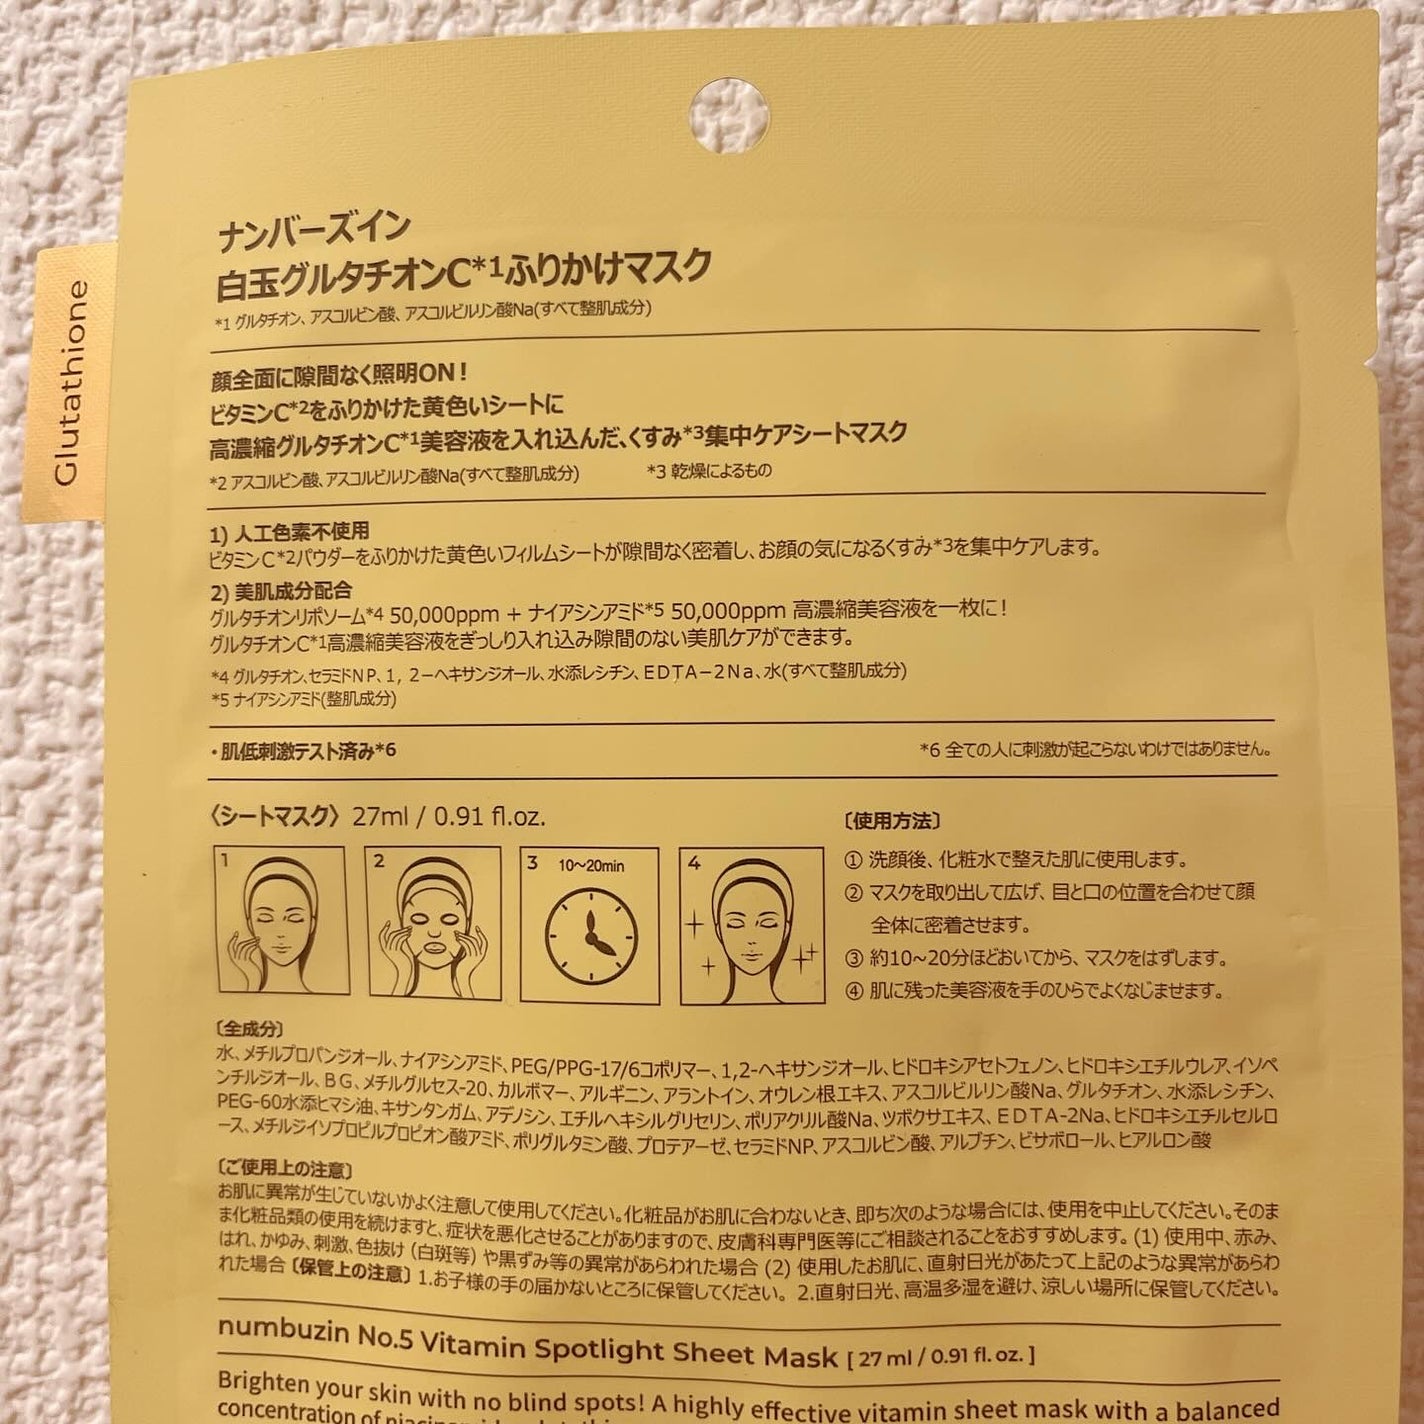 Glutathione
ナンバーズイン
白玉グルタチオンC*1ふりかけマスク
*1 グルタチオン、アスコルビン酸、アスコルビルリン酸Na(すべて整肌成分)
顔全面に隙間なく照明ON！
ビタミンC*2をふりかけた黄色いシートに
高濃縮グルタチオンC*1美容液を入れ込んだ、くすみ*3集中ケアシートマスク
*2 アスコルビン酸、アスコルビルリン酸Na(すべて整肌成分) *3 乾燥によるもの
1) 人工色素不使用
ビタミンC*2パウダーをふりかけた黄色いフィルムシートが隙間なく密着し、お顔の気になるくすみ*3を集中ケアします。
2) 美肌成分配合
グルタチオンリポソーム*4 50,000ppm + ナイアシンアミド*5 50,000ppm 高濃縮美容液を一枚に！
グルタチオンC*1高濃縮美容液をぎっしり入れ込み隙間のない美肌ケアができます。
*4 グルタチオン、セラミドNP、1, 2−ヘキサンジオール、水添レシチン、EDTA−2Na、水(すべて整肌成分)
*5 ナイアシンアミド(整肌成分)
・肌低刺激テスト済み*6 *6 全ての人に刺激が起こらないわけではありません。
〈シートマスク〉 27ml / 0.91 fl.oz.
1 2 3 10〜20min 4
〔使用方法〕
① 洗顔後、化粧水で整えた肌に使用します。
② マスクを取り出して広げ、目と口の位置を合わせて顔
全体に密着させます。
③ 約10〜20分ほどおいてから、マスクをはずします。
④ 肌に残った美容液を手のひらでよくなじませます。
〔全成分〕
水、メチルプロパンジオール、ナイアシンアミド、PEG/PPG-17/6コポリマー、1,2-ヘキサンジオール、ヒドロキシアセトフェノン、ヒドロキシエチルウレア、イソペ
ンチルジオール、BG、メチルグルセス-20、カルボマー、アルギニン、アラントイン、オウレン根エキス、アスコルビルリン酸Na、グルタチオン、水添レシチン、
PEG-60水添ヒマシ油、キサンタンガム、アデノシン、エチルヘキシルグリセリン、ポリアクリル酸Na、ツボクサエキス、EDTA-2Na、ヒドロキシエチルセルロ
ース、メチルジイソプロピルプロピオン酸アミド、ポリグルタミン酸、プロテアーゼ、セラミドNP、アスコルビン酸、アルブチン、ビサボロール、ヒアルロン酸
〔ご使用上の注意〕
お肌に異常が生じていないかよく注意して使用してください。化粧品がお肌に合わないとき、即ち次のような場合には、使用を中止してください。そのま
ま化粧品類の使用を続けますと、症状を悪化させることがありますので、皮膚科専門医等にご相談されることをおすすめします。(1) 使用中、赤み、
はれ、かゆみ、刺激、色抜け (白斑等) や黒ずみ等の異常があらわれた場合 (2) 使用したお肌に、直射日光があたって上記のような異常があらわ
れた場合〔保管上の注意〕1.お子様の手の届かないところに保管してください。 2.直射日光、高温多湿を避け、涼しい場所に保管してください。
numbuzin No.5 Vitamin Spotlight Sheet Mask [ 27 ml / 0.91 fl. oz. ]
Brighten your skin with no blind spots! A highly effective vitamin sheet mask with a balanced
concentration of